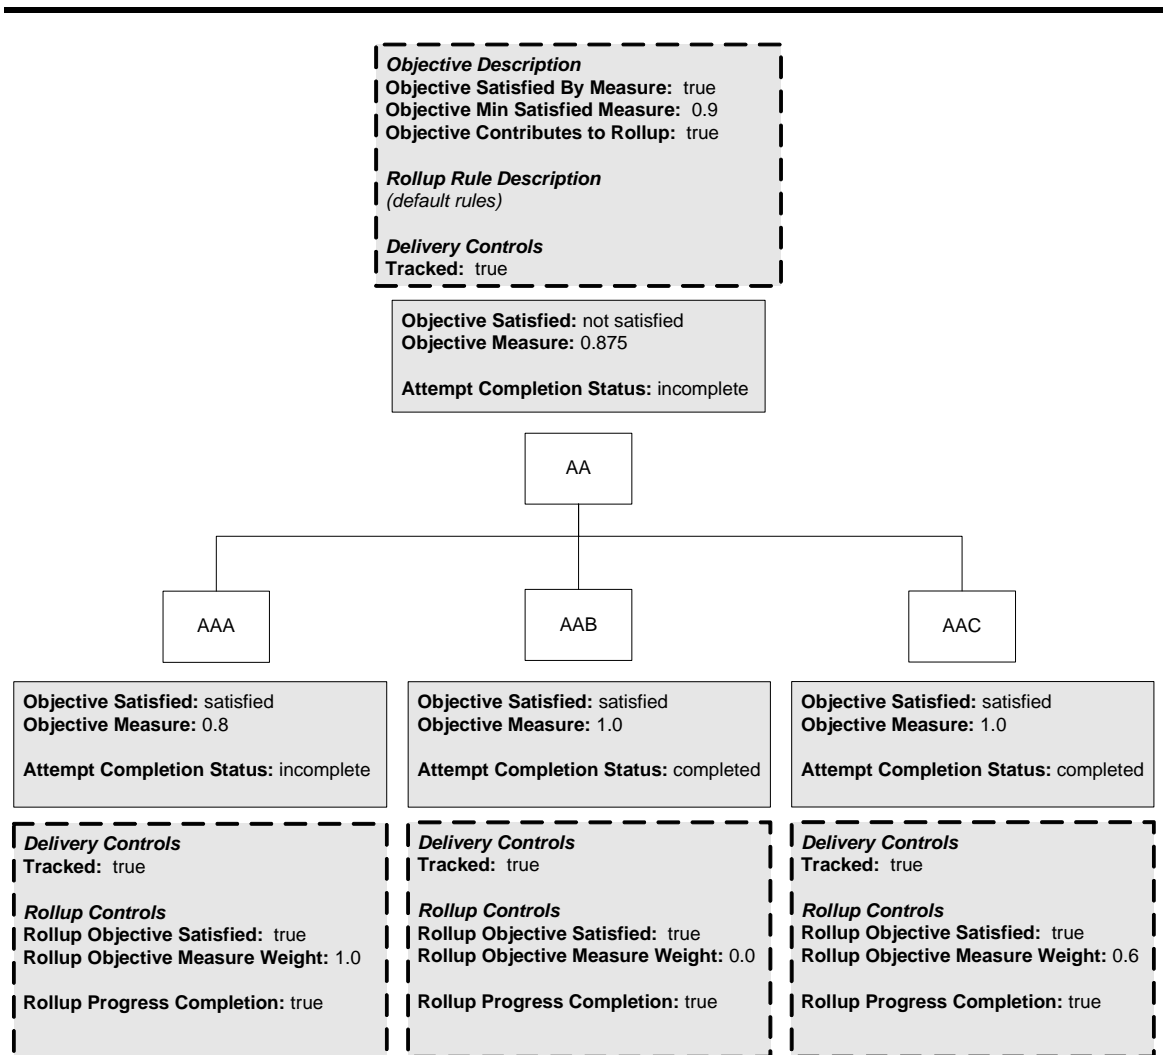 Objective Description
Objective Satisfied By Measure: true
Objective Min Satisfied Measure: 0.9
Objective Contributes to Rollup: true
Rollup Rule Description
(default rules)
Delivery Controls
Tracked: true
Objective Satisfied: not satisfied
Objective Measure: 0.875
Attempt Completion Status: incomplete
AA
AAA
AAB
AAC
Objective Satisfied: satisfied
Objective Measure: 0.8
Attempt Completion Status: incomplete
Objective Satisfied: satisfied
Objective Measure: 1.0
Attempt Completion Status: completed
Objective Satisfied: satisfied
Objective Measure: 1.0
Attempt Completion Status: completed
Delivery Controls
Tracked: true
Rollup Controls
Rollup Objective Satisfied: true
Rollup Objective Measure Weight: 1.0
Rollup Progress Completion: true
Delivery Controls
Tracked: true
Rollup Controls
Rollup Objective Satisfied: true
Rollup Objective Measure Weight: 0.0
Rollup Progress Completion: true
Delivery Controls
Tracked: true
Rollup Controls
Rollup Objective Satisfied: true
Rollup Objective Measure Weight: 0.6
Rollup Progress Completion: true